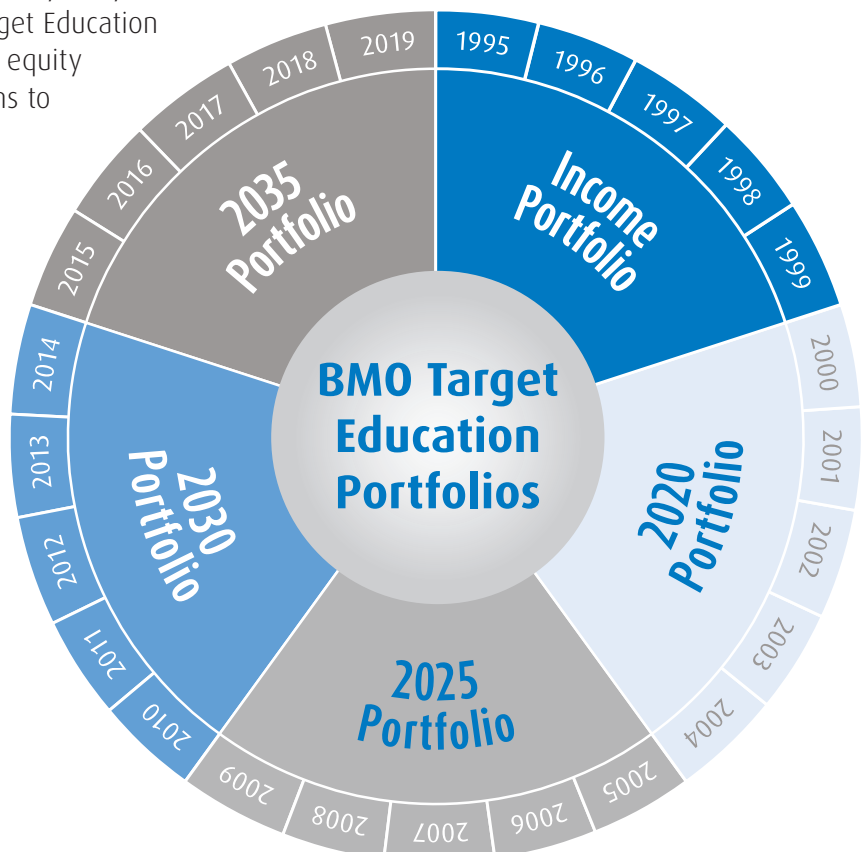 get Education
equity
ns to
1995
1996
1997
1998
1999
2000
2001
2002
2003
2004
2005
2006
2007
2008
2009
2010
2011
2012
2013
2014
2015
2016
2017
2018
2019
Income
Portfolio
2020
Portfolio
2025
Portfolio
2030
Portfolio
2035
Portfolio
BMO Target
Education
Portfolios